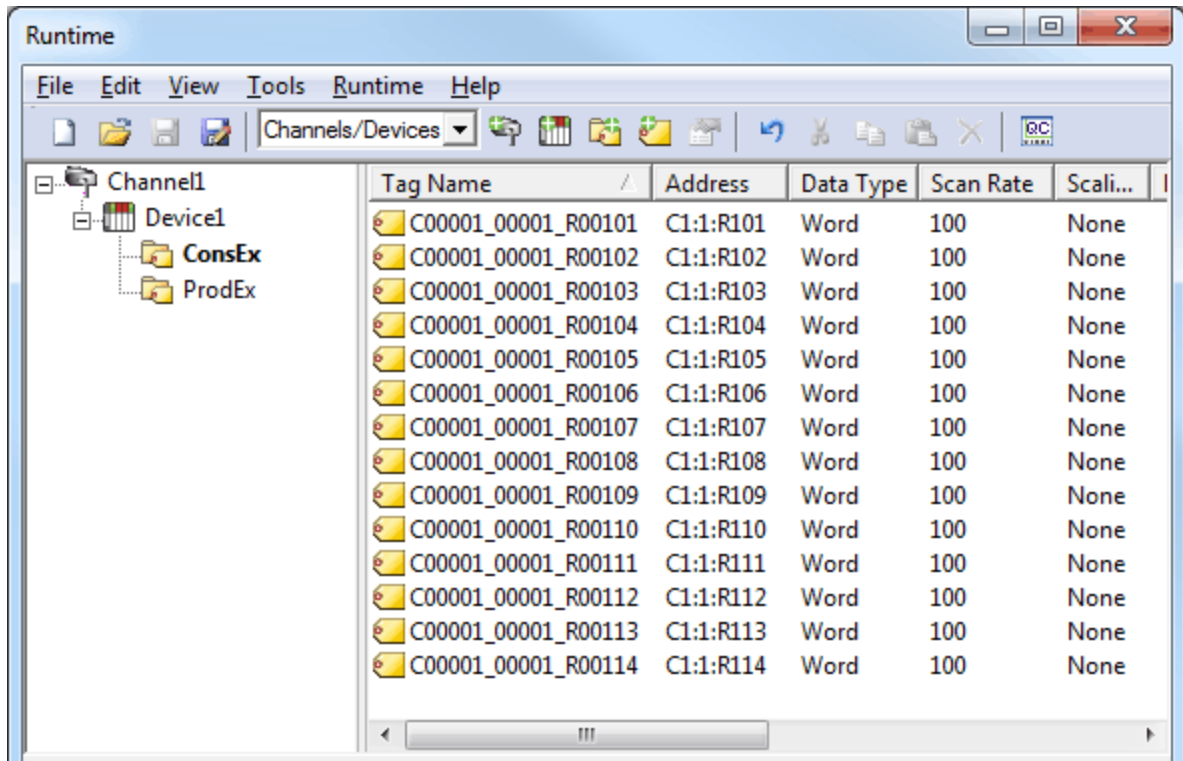 Runtime
File Edit View Tools Runtime Help
Channels/Devices QC
Channel1
Device1
ConsEx
ProdEx
Tag Name Address Data Type Scan Rate Scali...
C00001_00001_R00101 C1:1:R101 Word 100 None
C00001_00001_R00102 C1:1:R102 Word 100 None
C00001_00001_R00103 C1:1:R103 Word 100 None
C00001_00001_R00104 C1:1:R104 Word 100 None
C00001_00001_R00105 C1:1:R105 Word 100 None
C00001_00001_R00106 C1:1:R106 Word 100 None
C00001_00001_R00107 C1:1:R107 Word 100 None
C00001_00001_R00108 C1:1:R108 Word 100 None
C00001_00001_R00109 C1:1:R109 Word 100 None
C00001_00001_R00110 C1:1:R110 Word 100 None
C00001_00001_R00111 C1:1:R111 Word 100 None
C00001_00001_R00112 C1:1:R112 Word 100 None
C00001_00001_R00113 C1:1:R113 Word 100 None
C00001_00001_R00114 C1:1:R114 Word 100 None